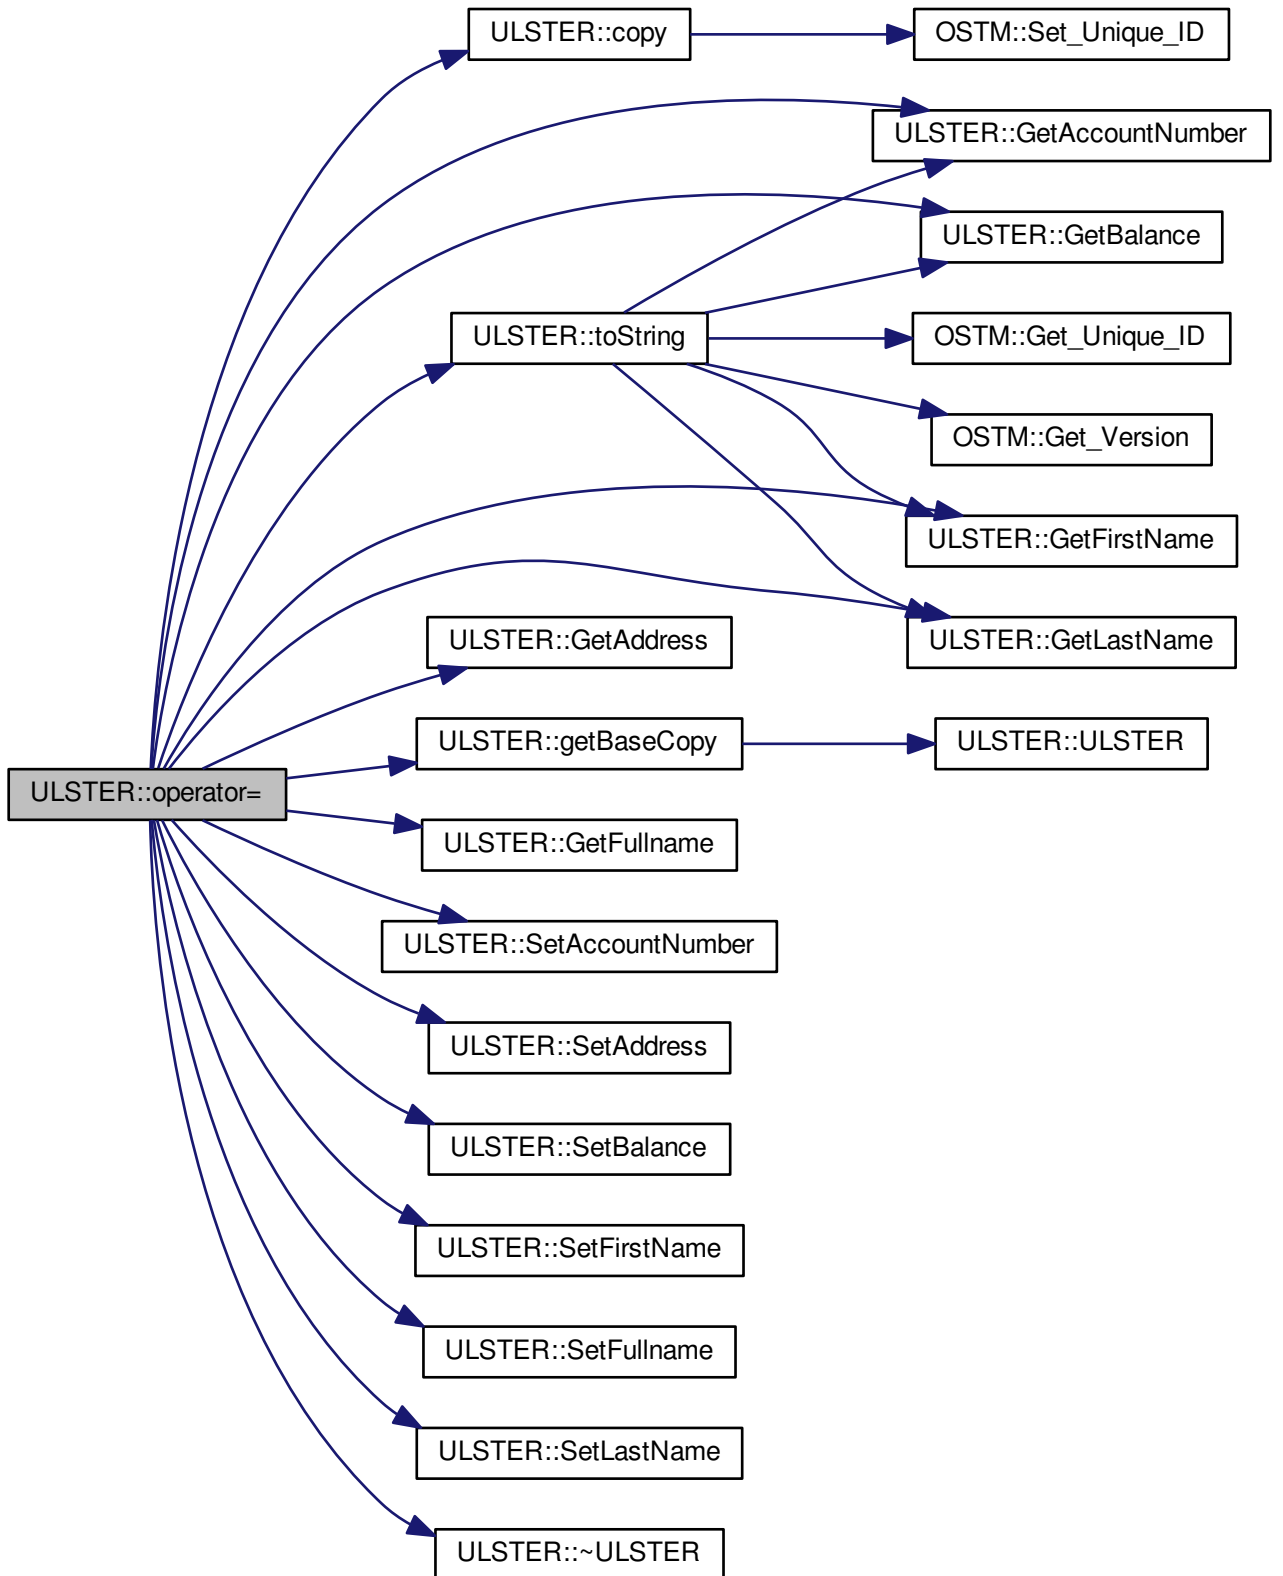 ULSTER::copy
OSTM::Set_Unique_ID
ULSTER::GetAccountNumber
ULSTER::GetBalance
ULSTER::toString
OSTM::Get_Unique_ID
OSTM::Get_Version
ULSTER::GetFirstName
ULSTER::GetAddress
ULSTER::GetLastName
ULSTER::getBaseCopy
ULSTER::ULSTER
ULSTER::operator=
ULSTER::GetFullname
ULSTER::SetAccountNumber
ULSTER::SetAddress
ULSTER::SetBalance
ULSTER::SetFirstName
ULSTER::SetFullname
ULSTER::SetLastName
ULSTER::~ULSTER